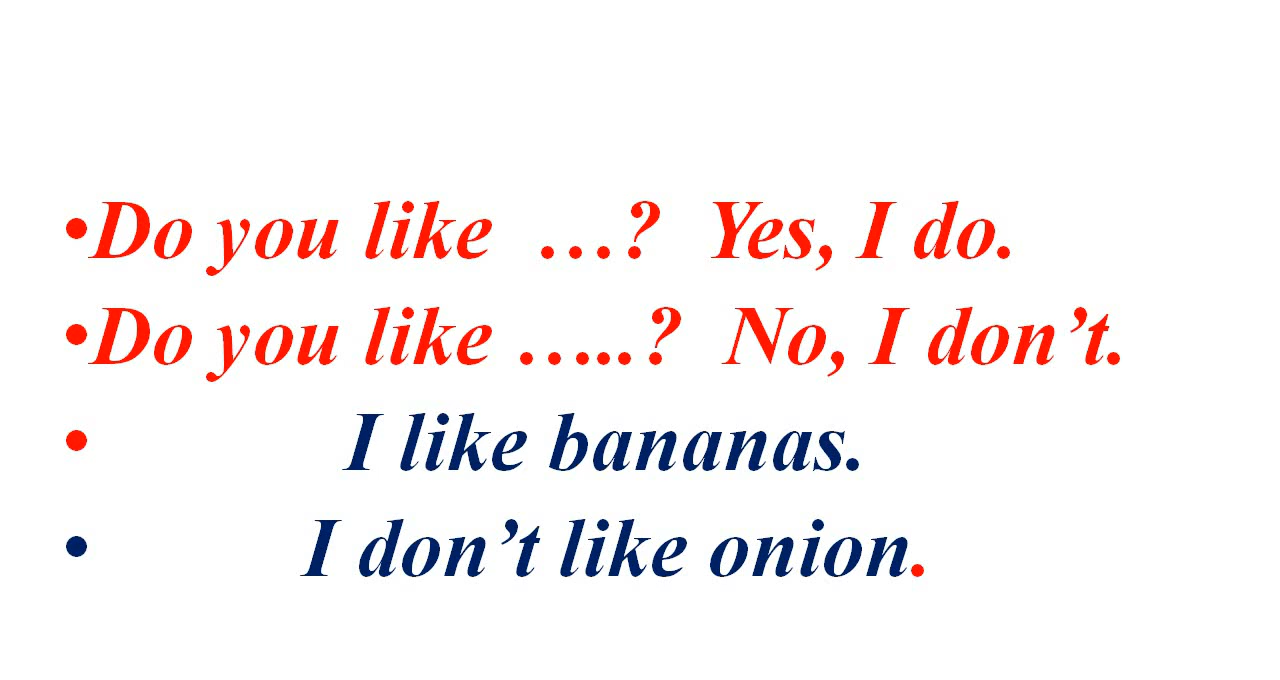 •Do you like …? Yes, I do.
•Do you like …..? No, I don’t.
• I like bananas.
• I don’t like onion.